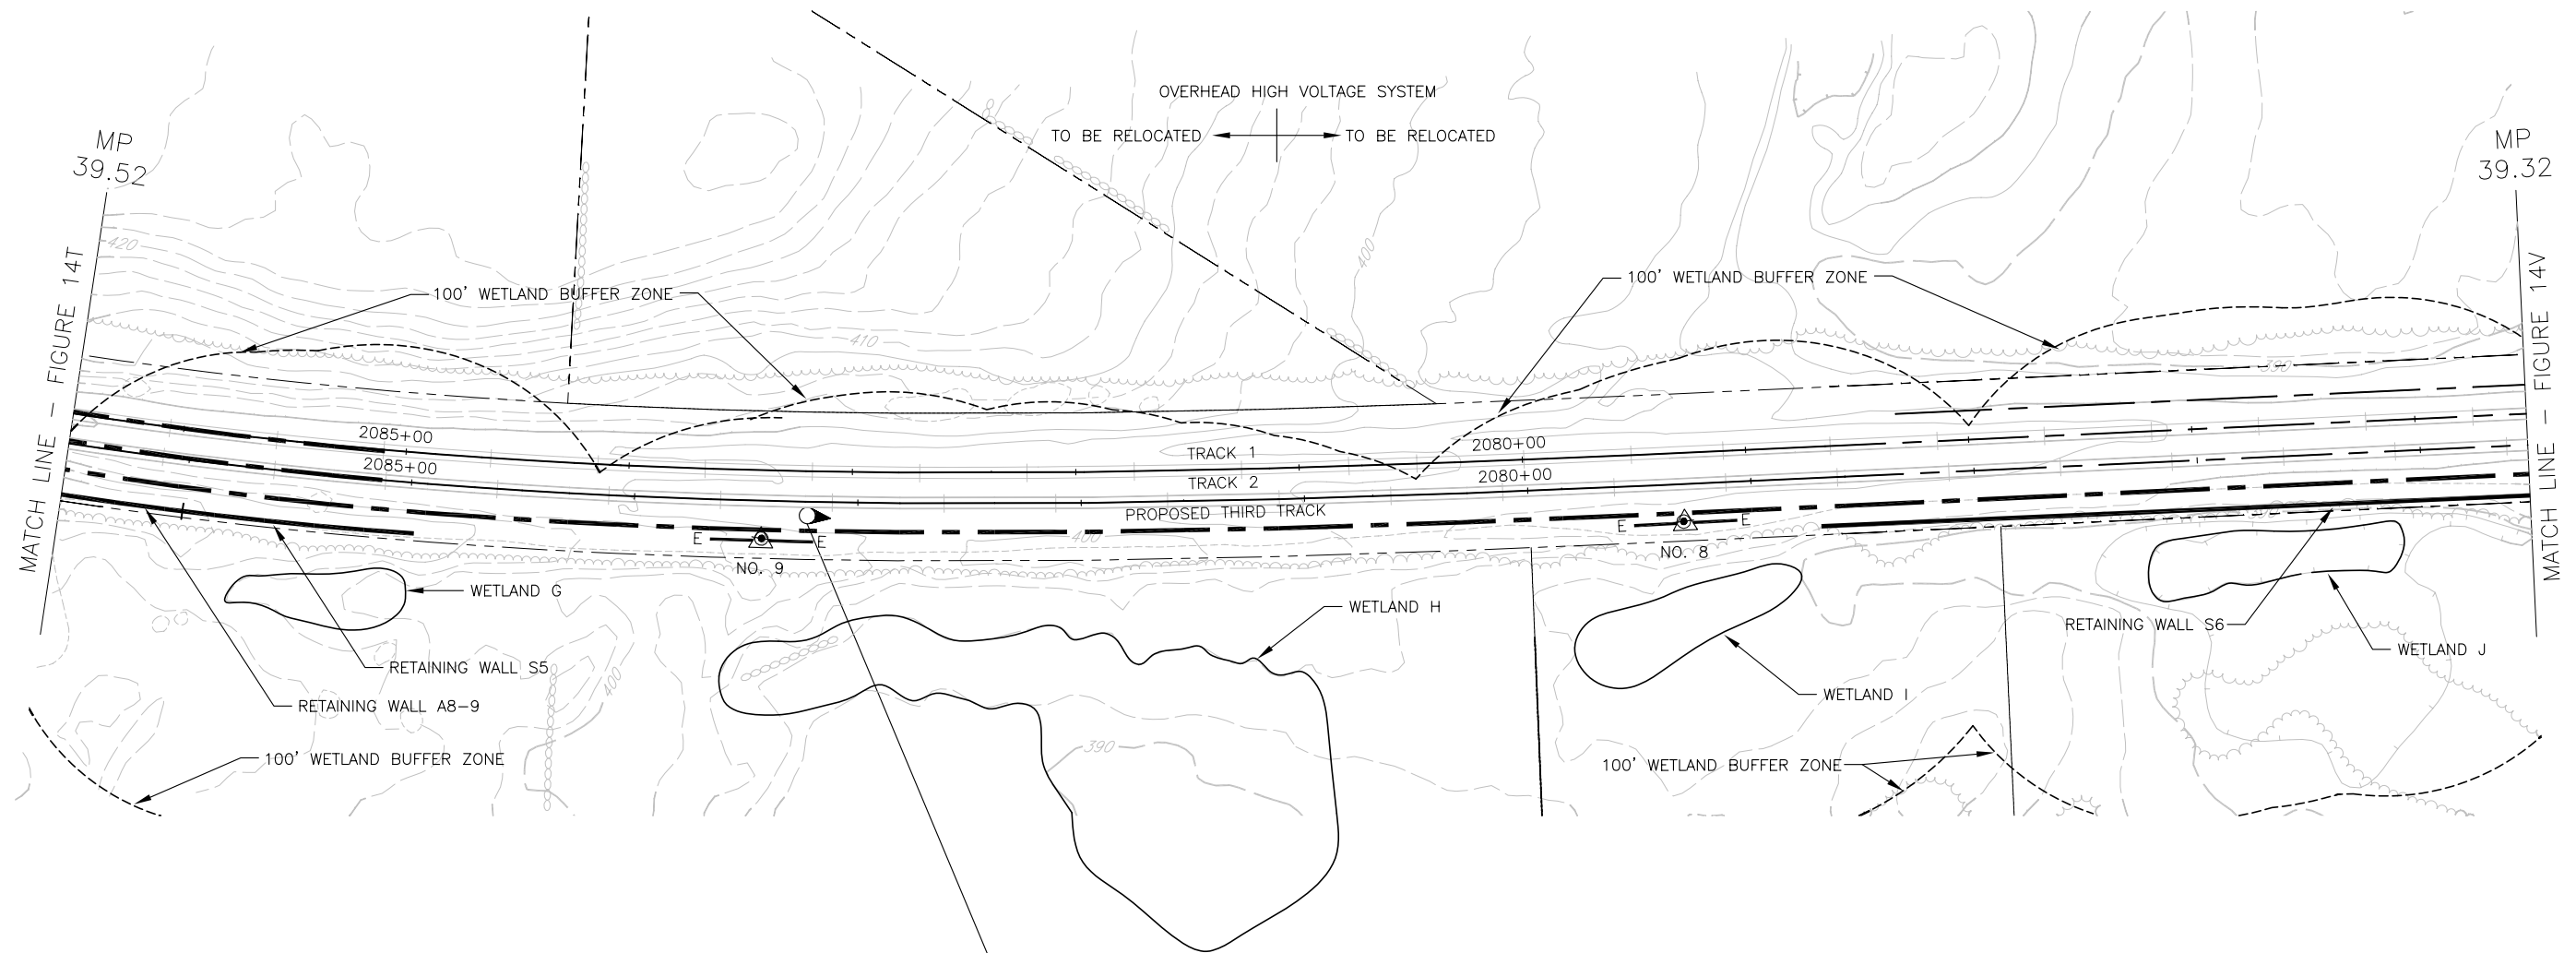 OVERHEAD HIGH VOLTAGE SYSTEM
TO BE RELOCATED
TO BE RELOCATED
MP
39.52
MP
39.32
MATCH LINE - FIGURE 14T
MATCH LINE - FIGURE 14V
420
400
100' WETLAND BUFFER ZONE
100' WETLAND BUFFER ZONE
410
390
2085+00
2080+00
TRACK 1
2085+00
2080+00
TRACK 2
PROPOSED THIRD TRACK
400
E
E
NO. 9
E
E
NO. 8
WETLAND G
WETLAND H
RETAINING WALL S6
WETLAND J
RETAINING WALL S5
400
WETLAND I
RETAINING WALL A8-9
390
100' WETLAND BUFFER ZONE
100' WETLAND BUFFER ZONE